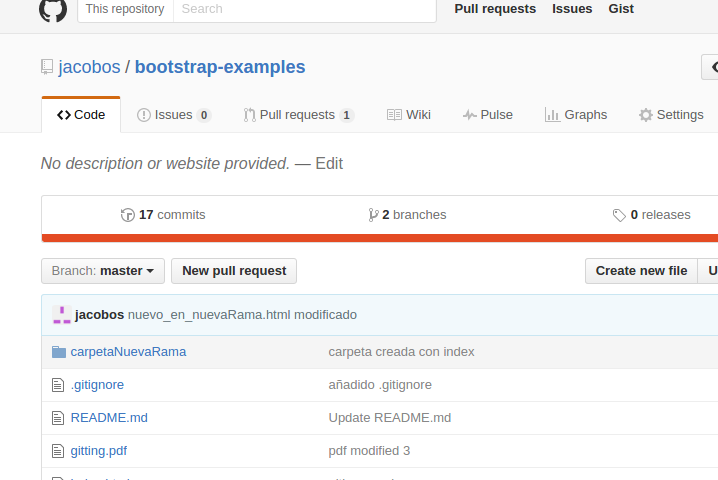 This repository Search Pull requests Issues Gist
jacobos / bootstrap-examples
Code Issues 0 Pull requests 1 Wiki Pulse Graphs Settings
No description or website provided. — Edit
17 commits 2 branches 0 releases
Branch: master New pull request Create new file
jacobos nuevo_en_nuevaRama.html modificado
carpetaNuevaRama carpeta creada con index
.gitignore añadido .gitignore
README.md Update README.md
gitting.pdf pdf modified 3